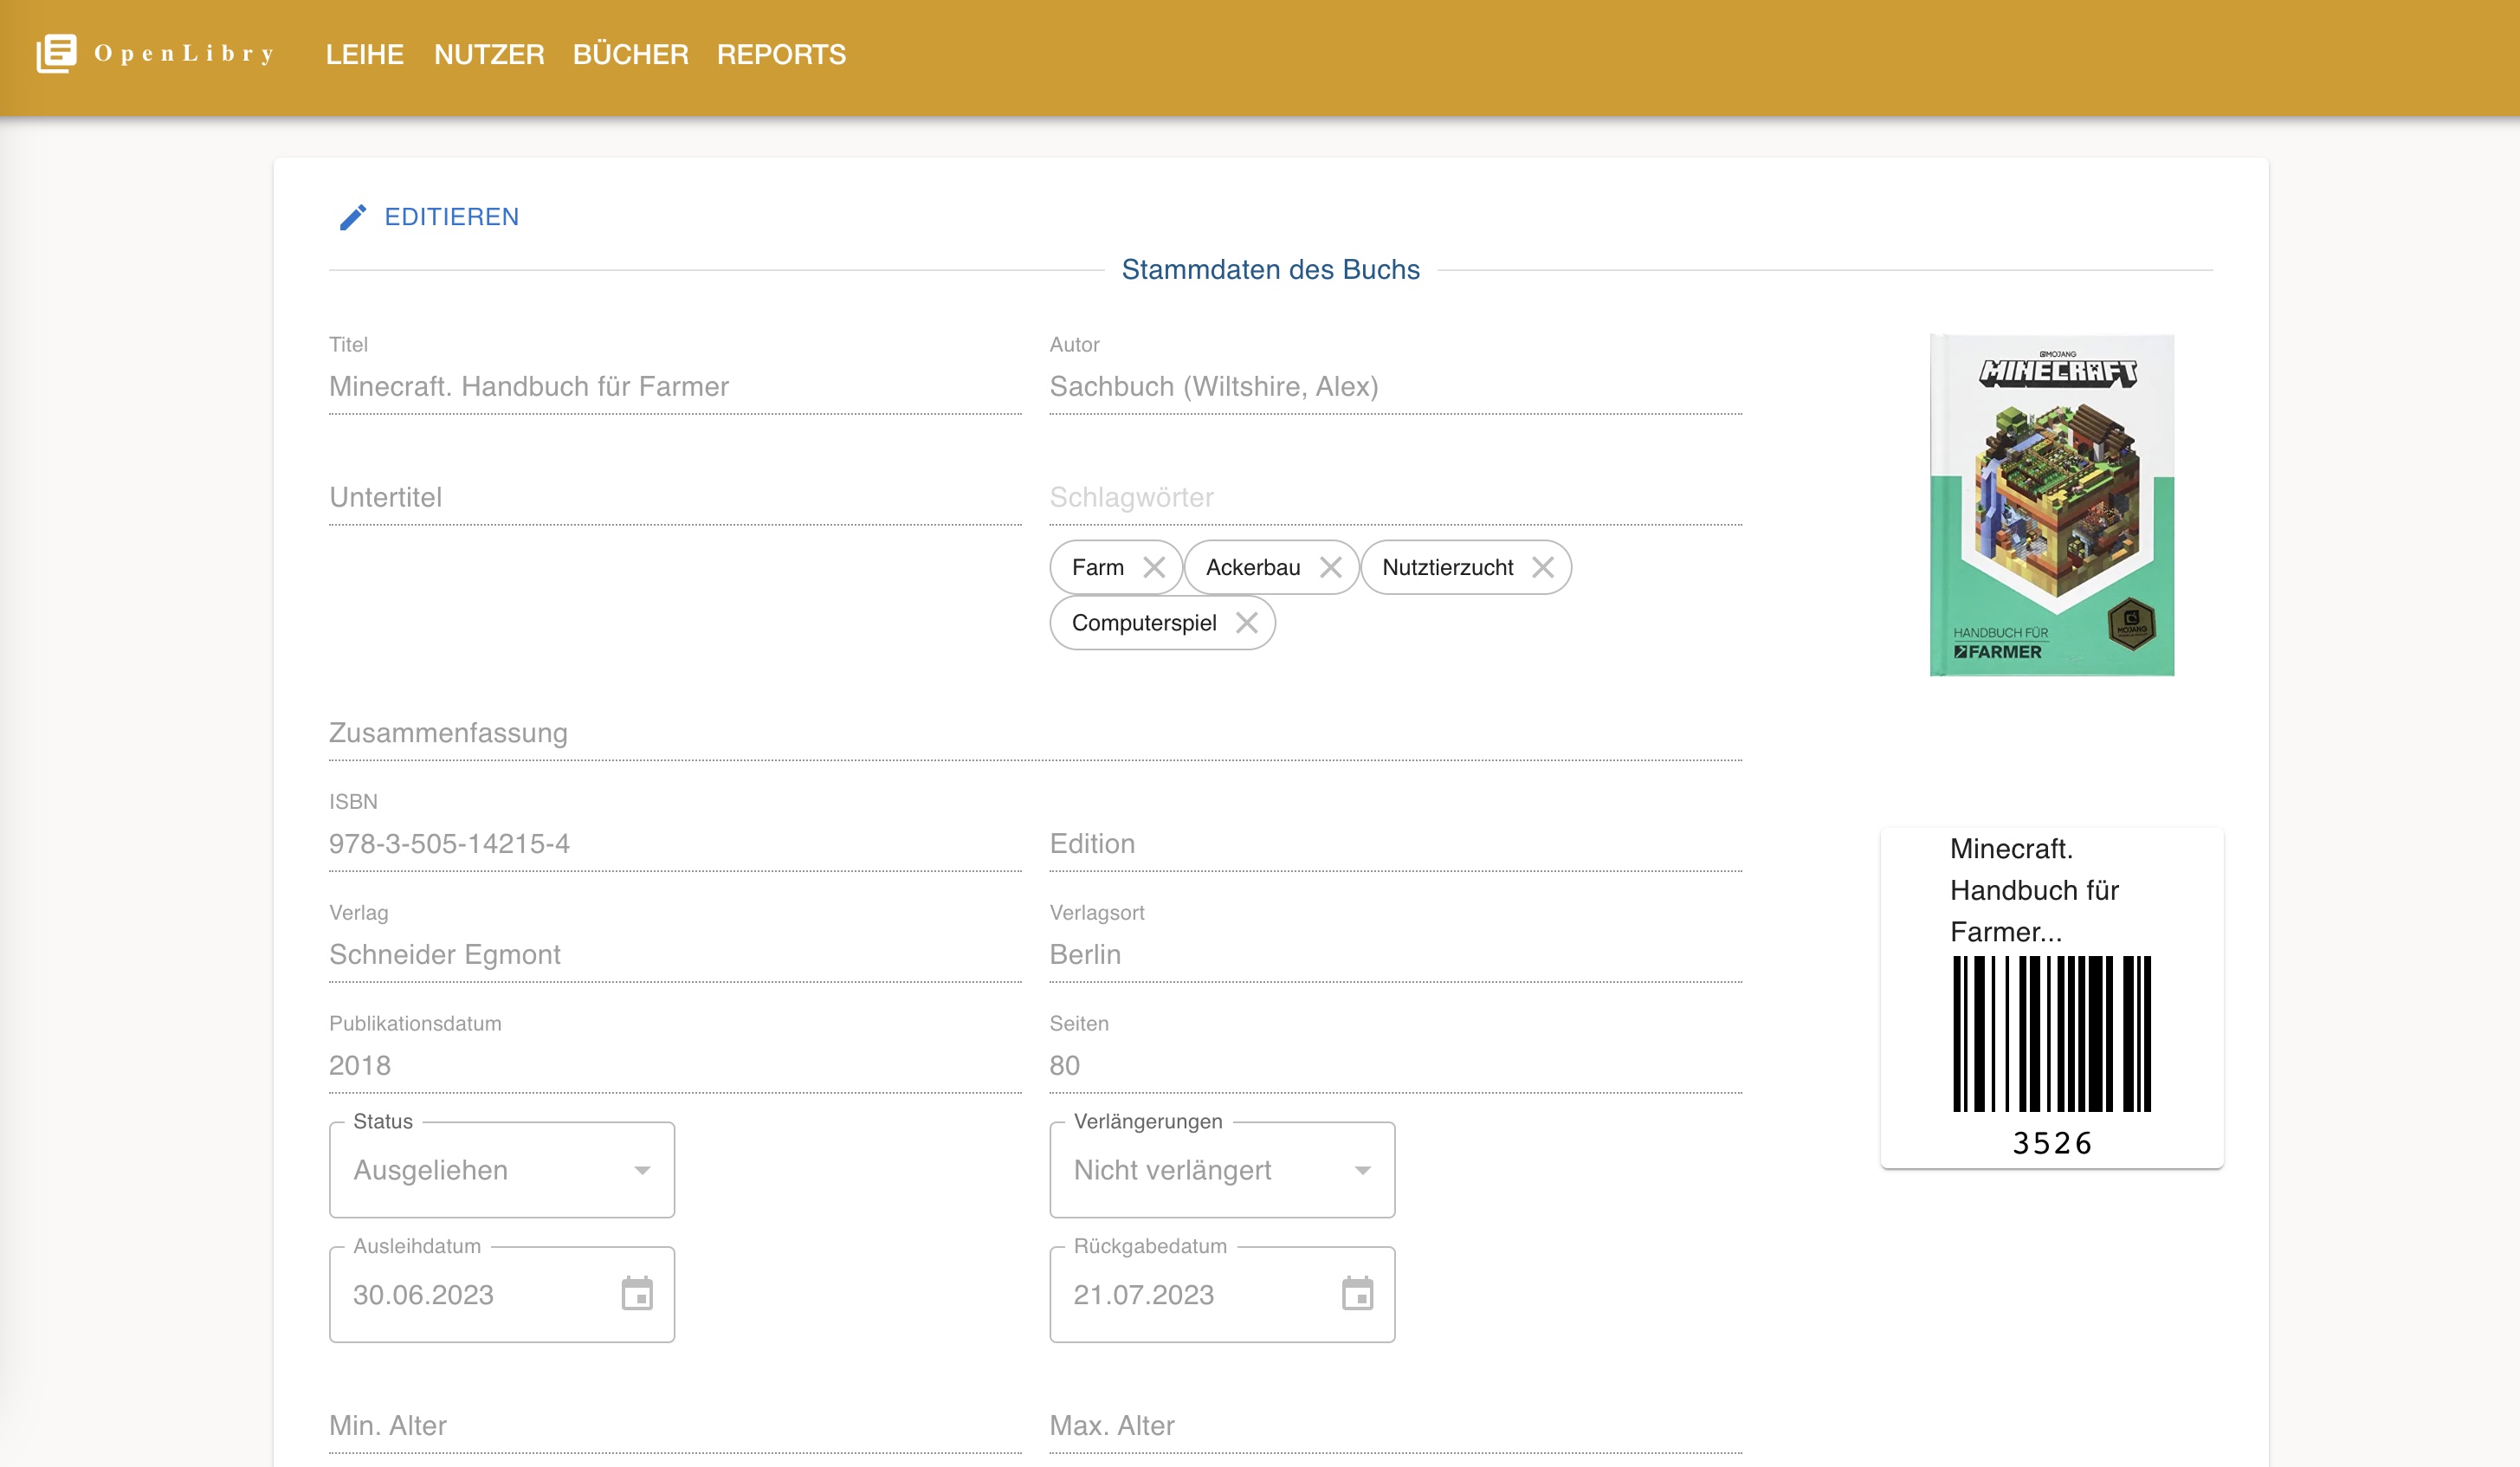 OpenLibry LEIHE NUTZER BÜCHER REPORTS
EDITIEREN
Stammdaten des Buchs
Titel
Minecraft. Handbuch für Farmer
Autor
Sachbuch (Wiltshire, Alex)
Untertitel
Schlagwörter
Farm Ackerbau Nutztierzucht
Computerspiel
MOJANG
MINECRAFT
MOJANG
HANDBUCH FÜR
FARMER
Zusammenfassung
ISBN
978-3-505-14215-4
Edition
Verlag
Schneider Egmont
Verlagsort
Berlin
Publikationsdatum
2018
Seiten
80
Minecraft.
Handbuch für
Farmer...
3526
Status
Ausgeliehen
Verlängerungen
Nicht verlängert
Ausleihdatum
30.06.2023
Rückgabedatum
21.07.2023
Min. Alter
Max. Alter